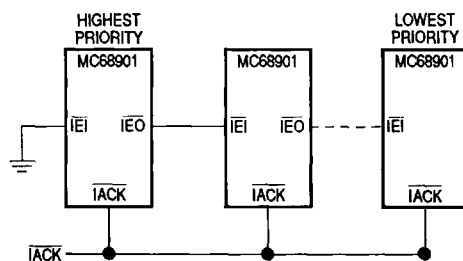 HIGHEST
PRIORITY
LOWEST
PRIORITY
MC68901
MC68901
MC68901
IEI
IEO
IEI
IEO
IEI
IACK
IACK
IACK
IACK